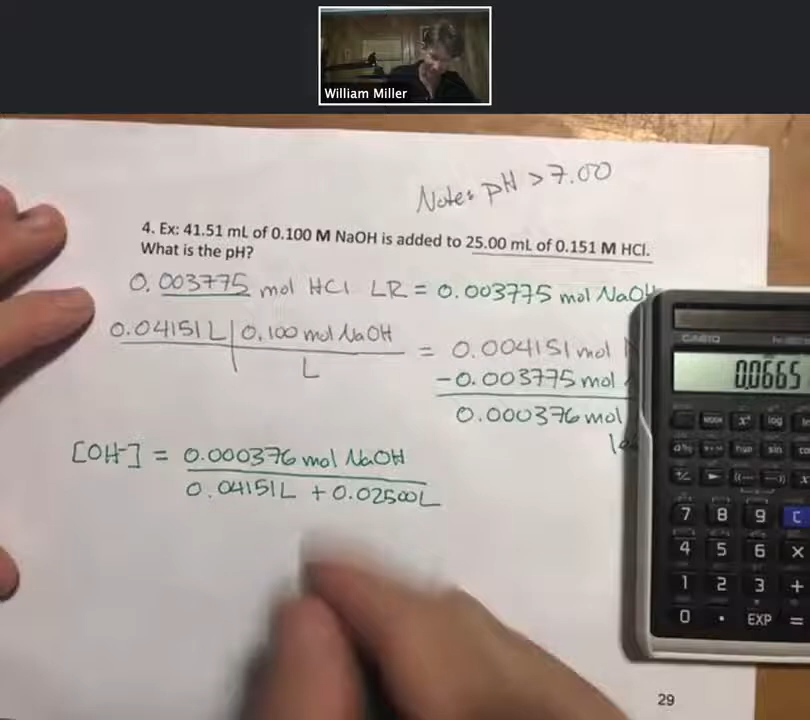 William Miller
Note: pH > 7.00
4. Ex: 41.51 mL of 0.100 M NaOH is added to 25.00 mL of 0.151 M HCl.
What is the pH?
0.003775 mol HCl LR = 0.003775 mol NaOH
0.04151 L | 0.100 mol NaOH
L
= 0.004151 mol
- 0.003775 mol
0.000376 mol
[OH-] = 0.000376 mol NaOH
0.04151 L + 0.02500 L
CASIO
0.0665
MODE log
hyp sin
7 8 9 C
4 5 6 ×
1 2 3 +
0 . EXP =
29